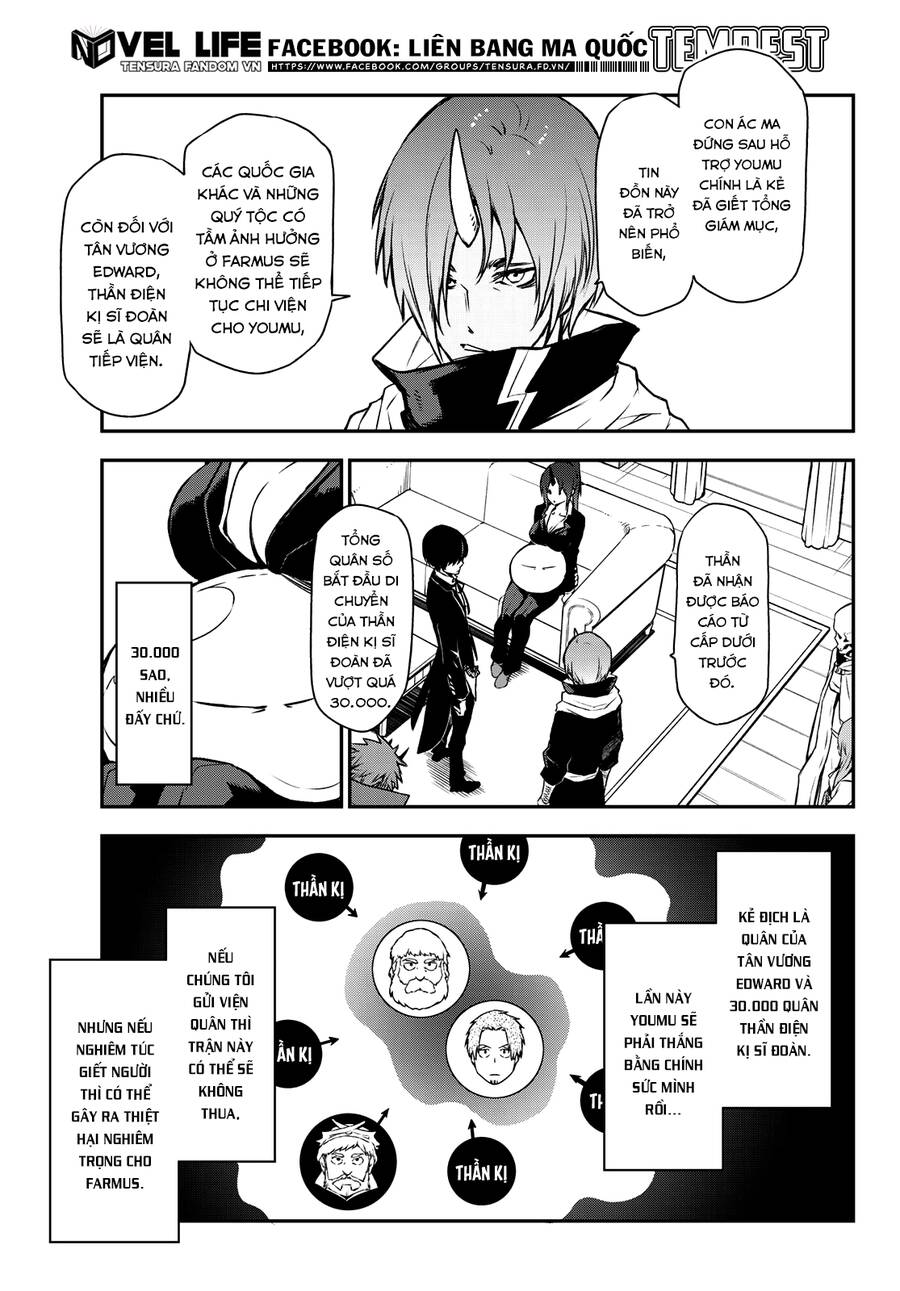 NOVEL LIFE
TENSURA FANDOM VN
FACEBOOK: LIÊN BANG MA QUỐC
HTTPS://WWW.FACEBOOK.COM/GROUPS/TENSURA.FD.VN/
TEMPEST
CON ÁC MA
ĐỨNG SAU HỖ
TRỢ YOUMU
CHÍNH LÀ KẺ
ĐÃ GIẾT TỔNG
GIÁM MỤC,
TIN
ĐỒN NÀY
ĐÃ TRỞ
NÊN PHỔ
BIẾN,
CÁC QUỐC GIA
KHÁC VÀ NHỮNG
QUÝ TỘC CÓ
TẦM ẢNH HƯỞNG
Ở FARMUS SẼ
KHÔNG THỂ TIẾP
TỤC CHI VIỆN
CHO YOUMU,
CÒN ĐỐI VỚI
TÂN VƯƠNG
EDWARD,
THẦN ĐIỆN
KỊ SĨ ĐOÀN
SẼ LÀ QUÂN
TIẾP VIỆN.
THẦN
ĐÃ NHẬN
ĐƯỢC BÁO
CÁO TỪ
CẤP DƯỚI
TRƯỚC
ĐÓ.
TỔNG
QUÂN SỐ
BẮT ĐẦU DI
CHUYỂN
CỦA THẦN
ĐIỆN KỊ SĨ
ĐOÀN ĐÃ
VƯỢT QUÁ
30.000.
30.000
SAO,
NHIỀU
ĐẤY CHỨ.
KẺ ĐỊCH LÀ
QUÂN CỦA
TÂN VƯƠNG
EDWARD VÀ
30.000 QUÂN
THẦN ĐIỆN
KỊ SĨ ĐOÀN.
LẦN NÀY
YOUMU SẼ
PHẢI THẮNG
BẰNG CHÍNH
SỨC MÌNH
RỒI...
NẾU
CHÚNG TÔI
GỬI VIỆN
QUÂN THÌ
TRẬN NÀY
CÓ THỂ SẼ
KHÔNG
THUA,
NHƯNG NẾU
NGHIÊM TÚC
GIẾT NGƯỜI
THÌ CÓ THỂ
GÂY RA THIỆT
HẠI NGHIÊM
TRỌNG CHO
FARMUS.
THẦN KỊ
THẦN KỊ
THẦN KỊ